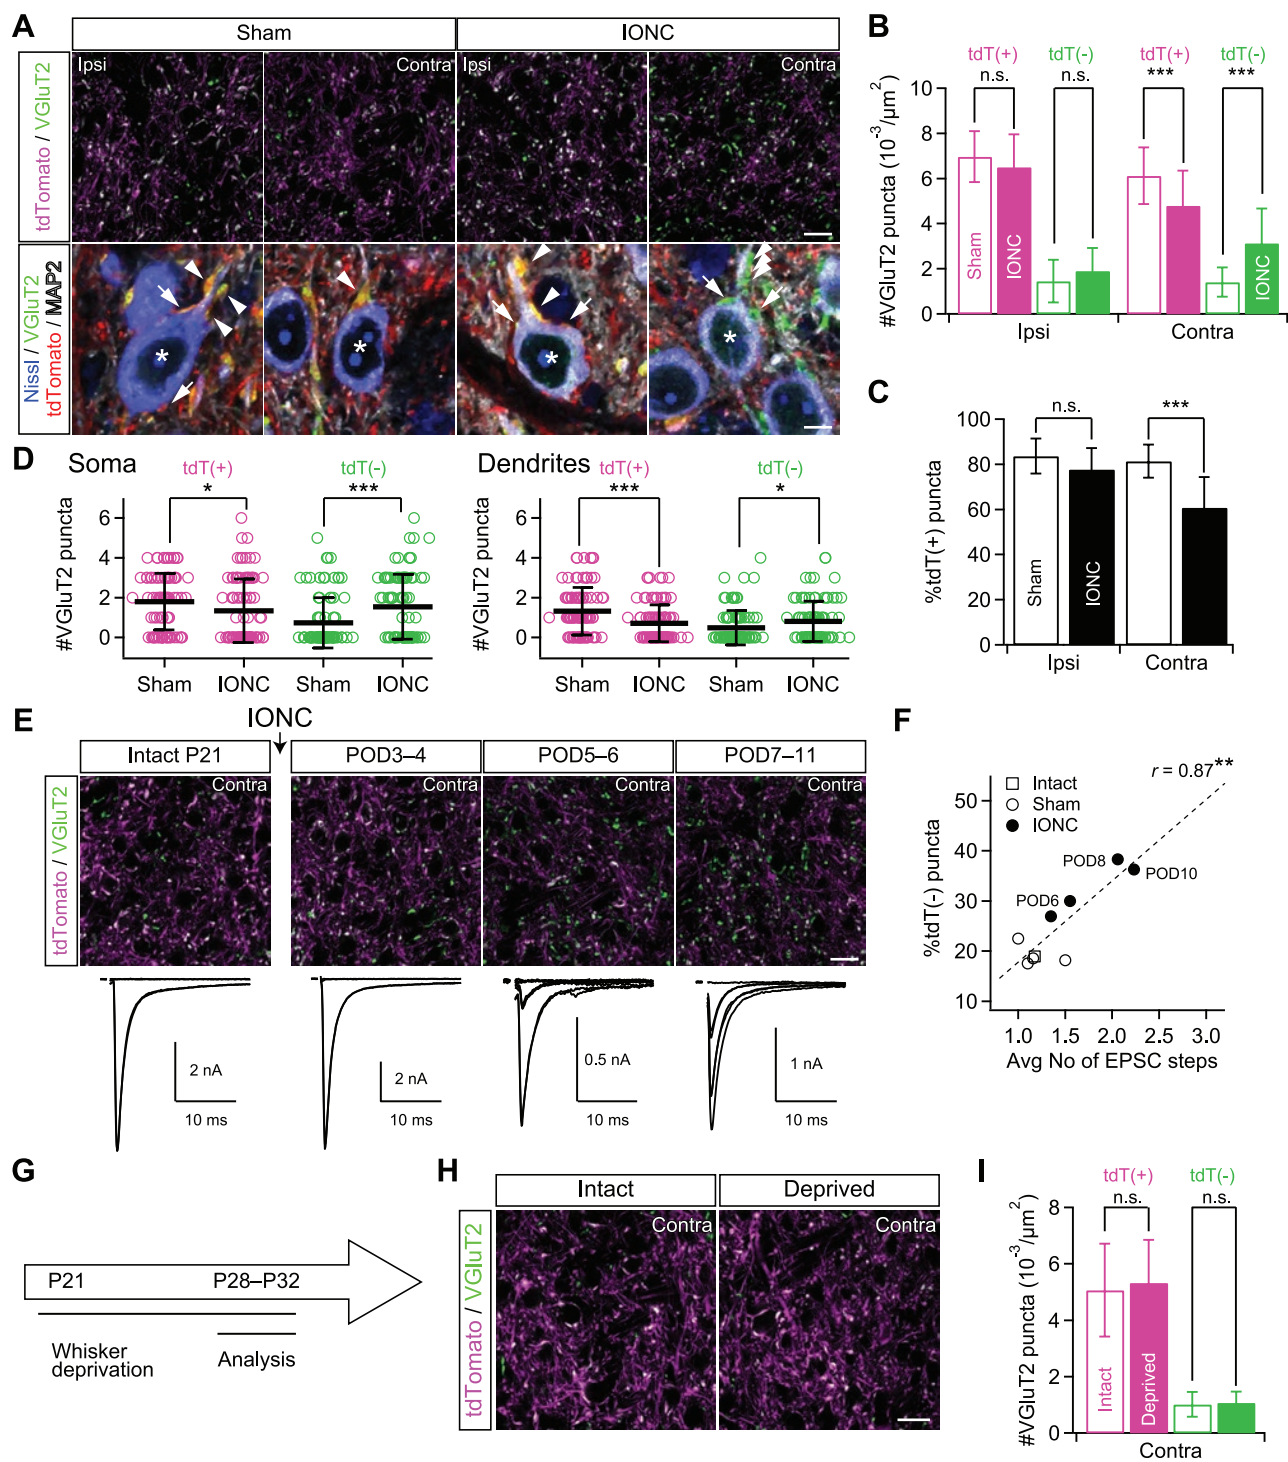 A
Sham
IONC
Ipsi
Contra
Ipsi
Contra
tdTomato / VGluT2
Nissl / VGluT2
tdTomato / MAP2
*
*
*
*
B
tdT(+)
tdT(-)
tdT(+)
tdT(-)
n.s.
n.s.
***
***
#VGluT2 puncta (10⁻³/μm²)
10
8
6
4
2
0
Sham
IONC
IONC
Ipsi
Contra
C
n.s.
***
%tdT(+) puncta
100
80
60
40
20
0
Sham
IONC
Ipsi
Contra
D
Soma
tdT(+)
tdT(-)
*
***
#VGluT2 puncta
6
4
2
0
Sham
IONC
Sham
IONC
Dendrites
tdT(+)
tdT(-)
***
*
#VGluT2 puncta
6
4
2
0
Sham
IONC
Sham
IONC
E
IONC
Intact P21
POD3–4
POD5–6
POD7–11
Contra
Contra
Contra
Contra
tdTomato / VGluT2
2 nA
10 ms
2 nA
10 ms
0.5 nA
10 ms
1 nA
10 ms
F
r = 0.87**
Intact
Sham
IONC
POD8
POD10
POD6
%tdT(-) puncta
50
40
30
20
10
1.0
1.5
2.0
2.5
3.0
Avg No of EPSC steps
G
P21
P28–P32
Whisker
deprivation
Analysis
H
Intact
Deprived
Contra
Contra
tdTomato / VGluT2
I
tdT(+)
tdT(-)
n.s.
n.s.
#VGluT2 puncta (10⁻³/μm²)
8
6
4
2
0
Intact
Deprived
Contra